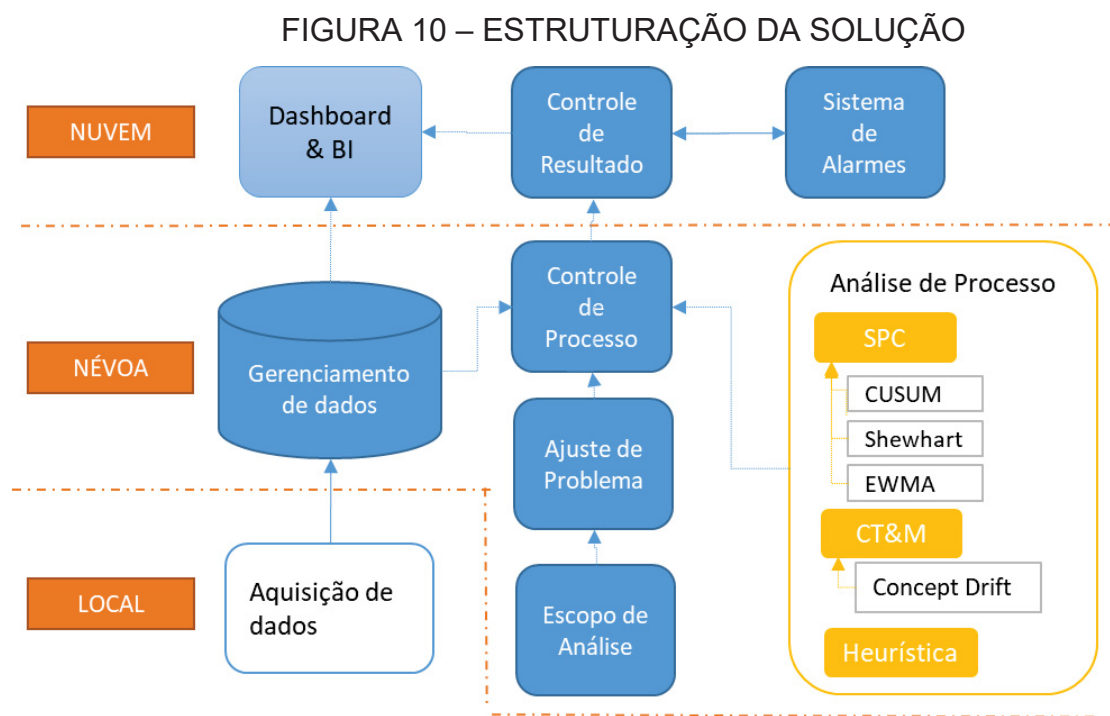 FIGURA 10 – ESTRUTURAÇÃO DA SOLUÇÃO
NUVEM
Dashboard
& BI
Controle
de
Resultado
Sistema
de
Alarmes
NÉVOA
Gerenciamento
de dados
Controle
de
Processo
Ajuste de
Problema
Análise de Processo
SPC
CUSUM
Shewhart
EWMA
CT&M
Concept Drift
Heurística
LOCAL
Aquisição de
dados
Escopo de
Análise